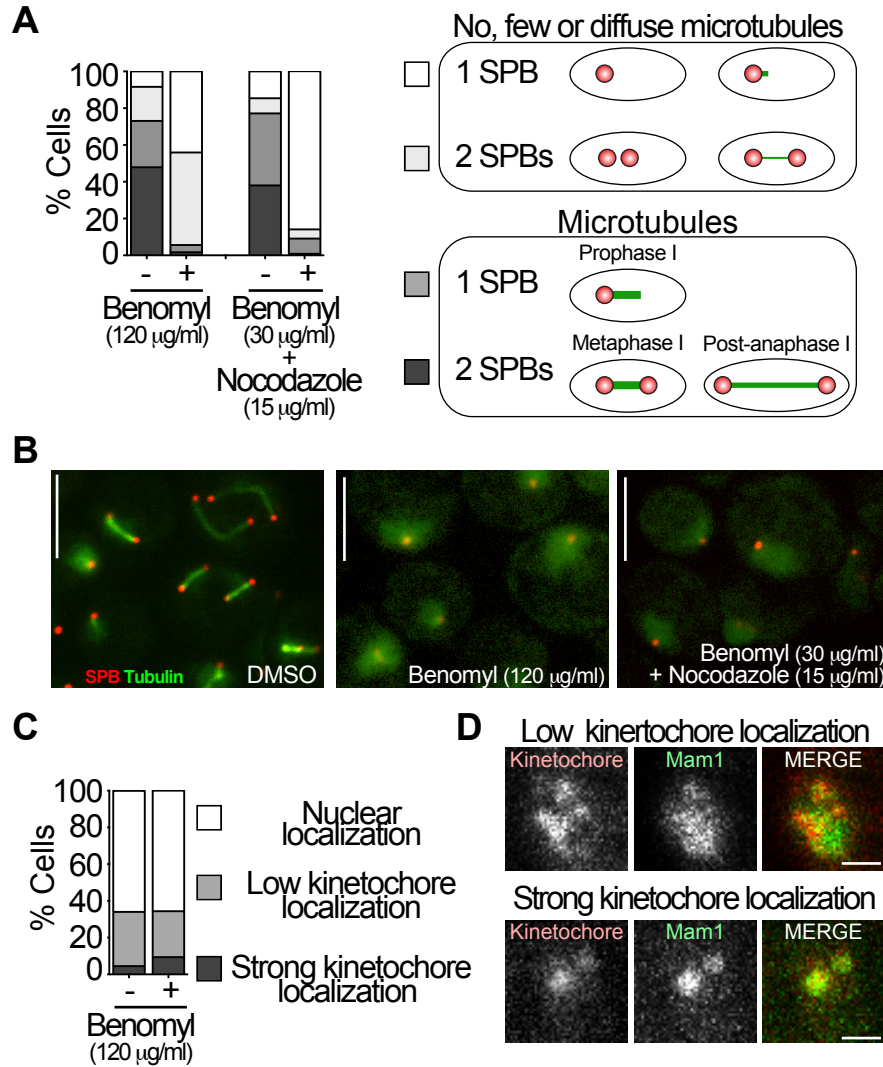 A
No, few or diffuse microtubules
1 SPB
2 SPBs
Microtubules
Prophase I
1 SPB
Metaphase I
Post-anaphase I
2 SPBs
% Cells
100
80
60
40
20
0
- + - +
Benomyl
(120 µg/ml)
Benomyl
(30 µg/ml)
+
Nocodazole
(15 µg/ml)
B
SPB Tubulin
DMSO
Benomyl (120 µg/ml)
Benomyl (30 µg/ml)
+ Nocodazole (15 µg/ml)
C
% Cells
100
80
60
40
20
0
- +
Benomyl
(120 µg/ml)
Nuclear
localization
Low kinetochore
localization
Strong kinetochore
localization
D
Low kinertochore localization
Kinetochore
Mam1
MERGE
Strong kinetochore localization
Kinetochore
Mam1
MERGE